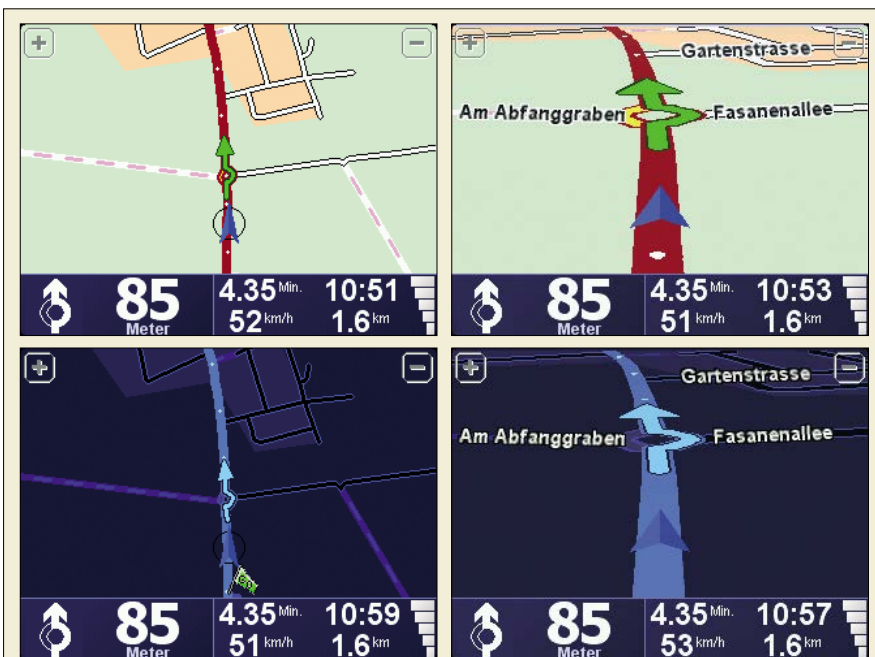 + −
85 4.35 Min. 10:51
Meter 52 km/h 1.6 km
+ −
Gartenstrasse
Am Abfanggraben Fasanenallee
85 4.35 Min. 10:53
Meter 51 km/h 1.6 km
+ −
85 4.35 Min. 10:59
Meter 51 km/h 1.6 km
+ −
Gartenstrasse
Am Abfanggraben Fasanenallee
85 4.35 Min. 10:57
Meter 53 km/h 1.6 km